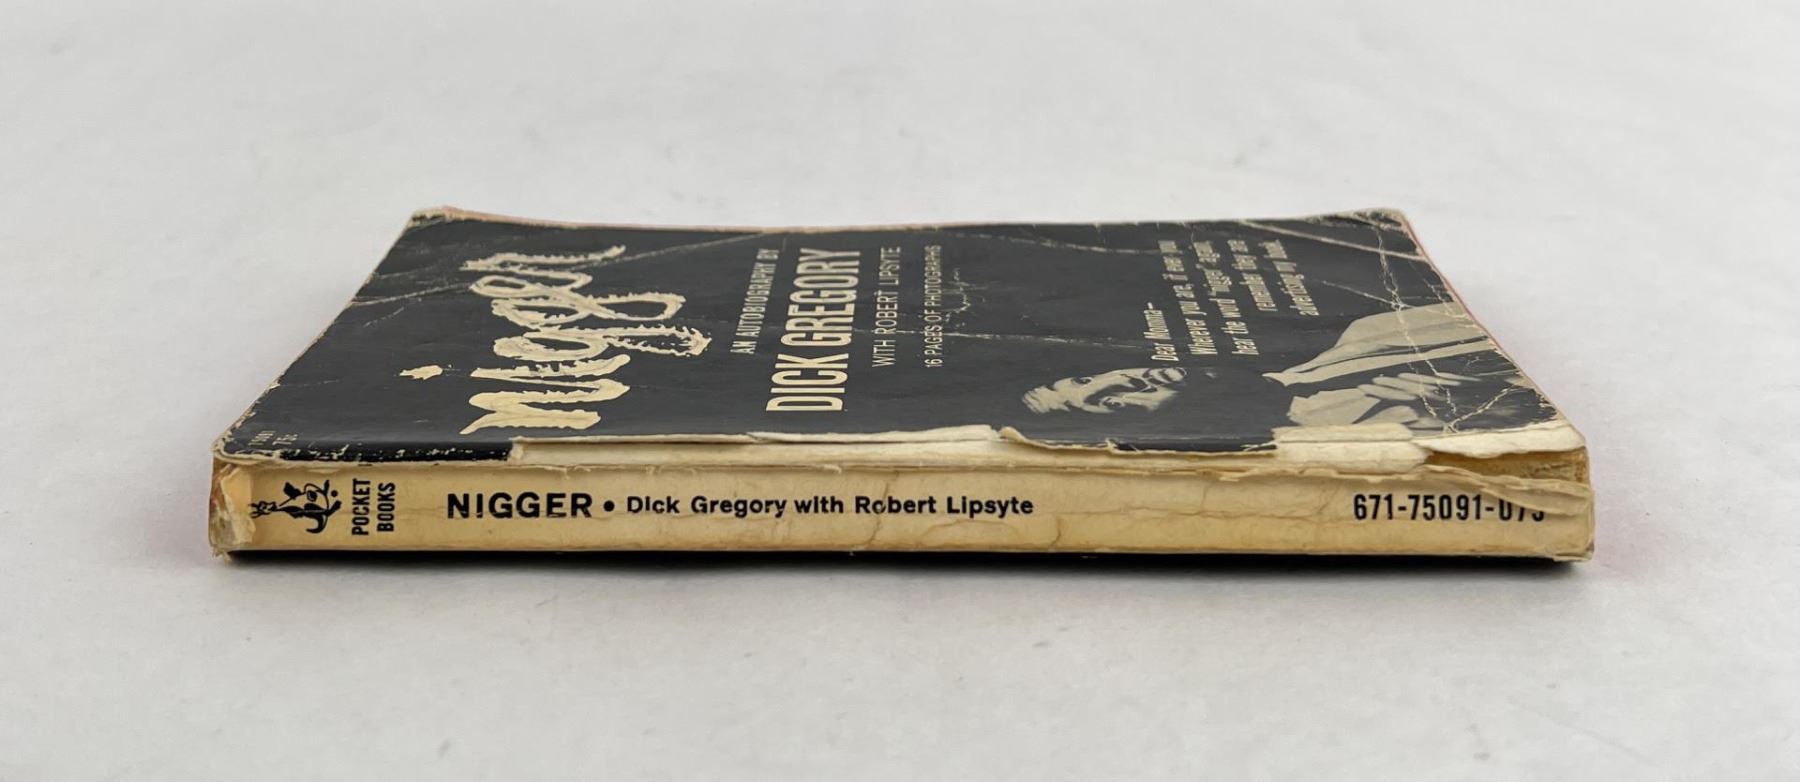 nigger
AN AUTOBIOGRAPHY BY
DICK GREGORY
WITH ROBERT LIPSYTE
16 PAGES OF PHOTOGRAPHS
Dear Momma—
Wherever you are, if ever you
hear the word "nigger" again,
remember they are
advertising my book.
75¢
POCKET
BOOKS
NIGGER • Dick Gregory with Robert Lipsyte
671-75091-075